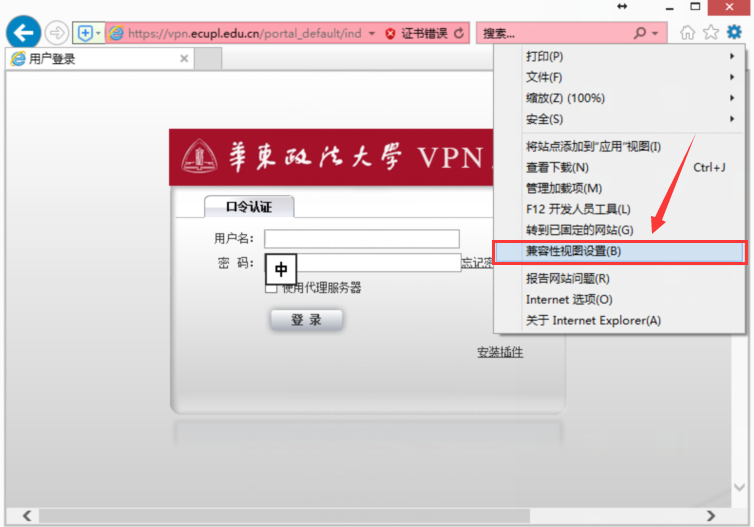 https://vpn.ecupl.edu.cn/portal_default/ind
证书错误
搜索...
用户登录
華東政法大學 VPN
口令认证
用户名:
密 码:
中
忘记密
使用代理服务器
登 录
安装插件
打印(P)
文件(F)
缩放(Z) (100%)
安全(S)
将站点添加到“应用”视图(I)
查看下载(N) Ctrl+J
管理加载项(M)
F12 开发人员工具(L)
转到已固定的网站(G)
兼容性视图设置(B)
报告网站问题(R)
Internet 选项(O)
关于 Internet Explorer(A)